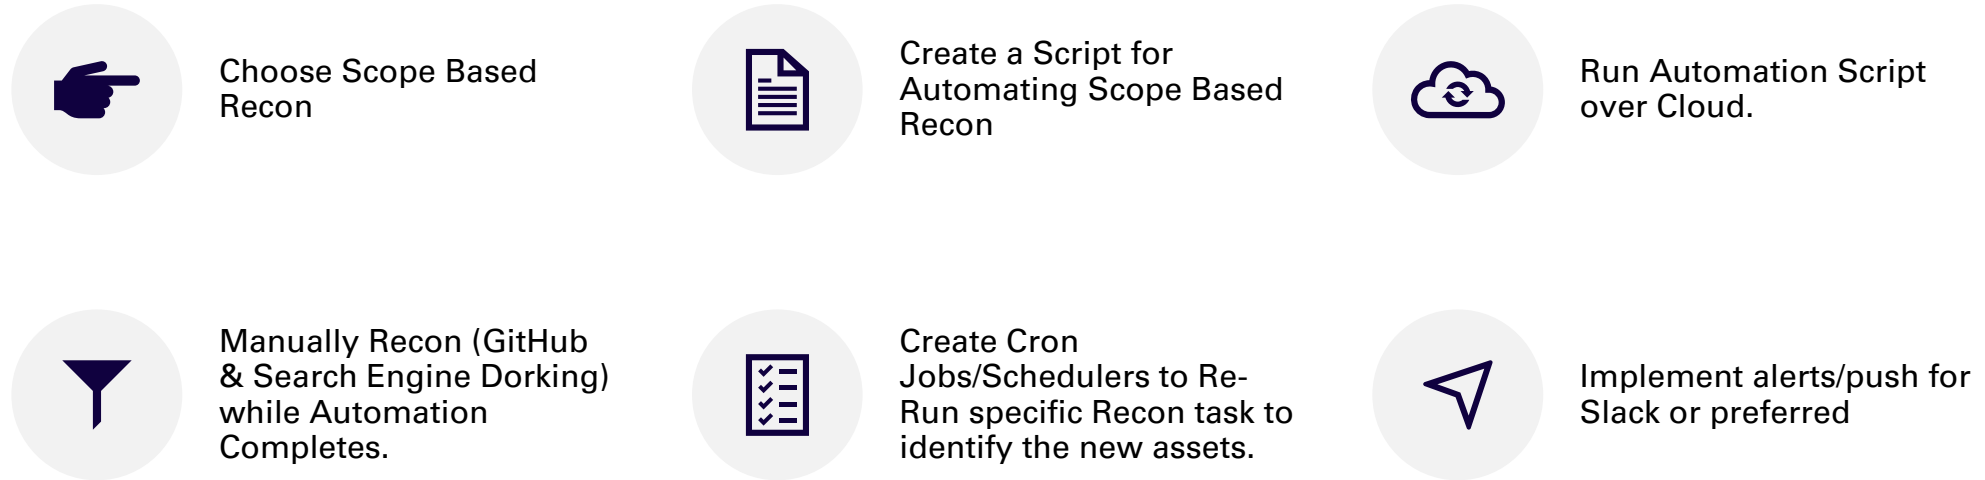 Choose Scope Based
Recon
Create a Script for
Automating Scope Based
Recon
Run Automation Script
over Cloud.
Manually Recon (GitHub
& Search Engine Dorking)
while Automation
Completes.
Create Cron
Jobs/Schedulers to Re-
Run specific Recon task to
identify the new assets.
Implement alerts/push for
Slack or preferred